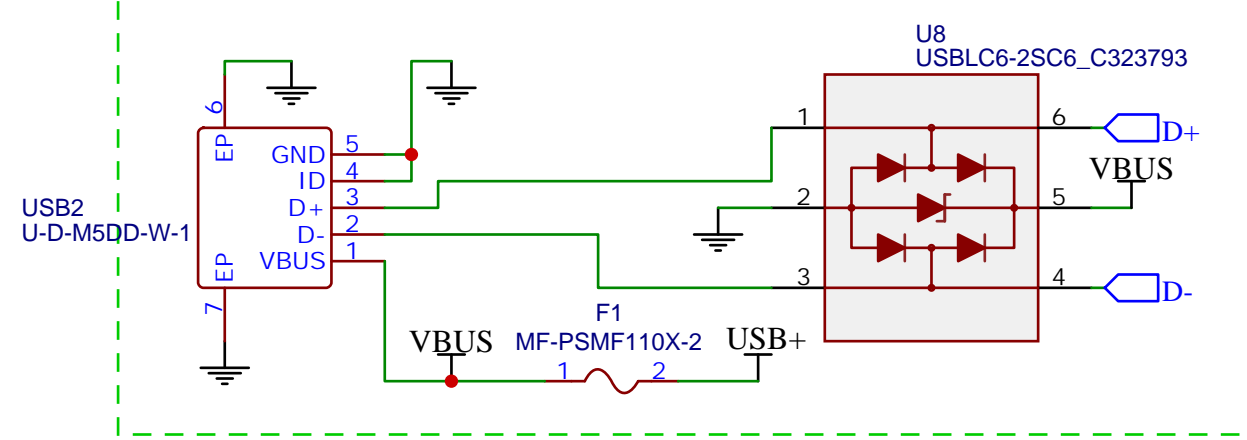 U8
USBLC6-2SC6_C323793
6
EP
GND 5
ID 4
D+ 3
D- 2
VBUS 1
EP
7
USB2
U-D-M5DD-W-1
1
2
3
6
5
4
D+
VBUS
D-
VBUS
F1
MF-PSMF110X-2
1
2
USB+